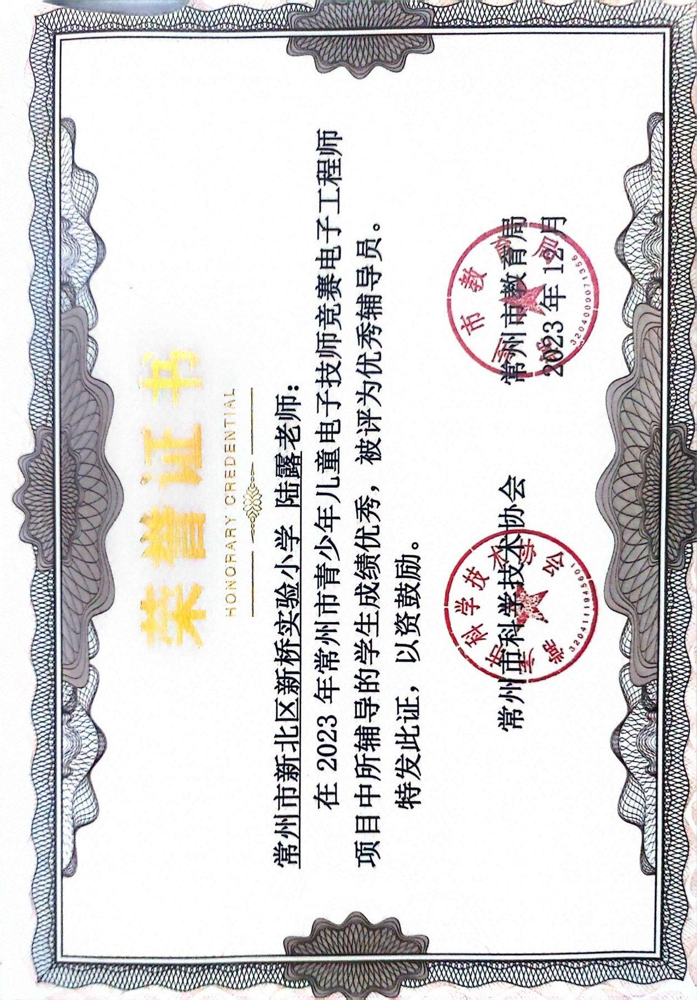 荣誉证书
HONORARY CREDENTIAL
常州市新北区新桥实验小学 陆露老师：
在 2023 年常州市青少年儿童电子技师竞赛电子工程师
项目中所辅导的学生成绩优秀，被评为优秀辅导员。
特发此证，以资鼓励。
常州市科学技术协会 常州市教育局
2023 年 12 月
3204111945601
3204000071356